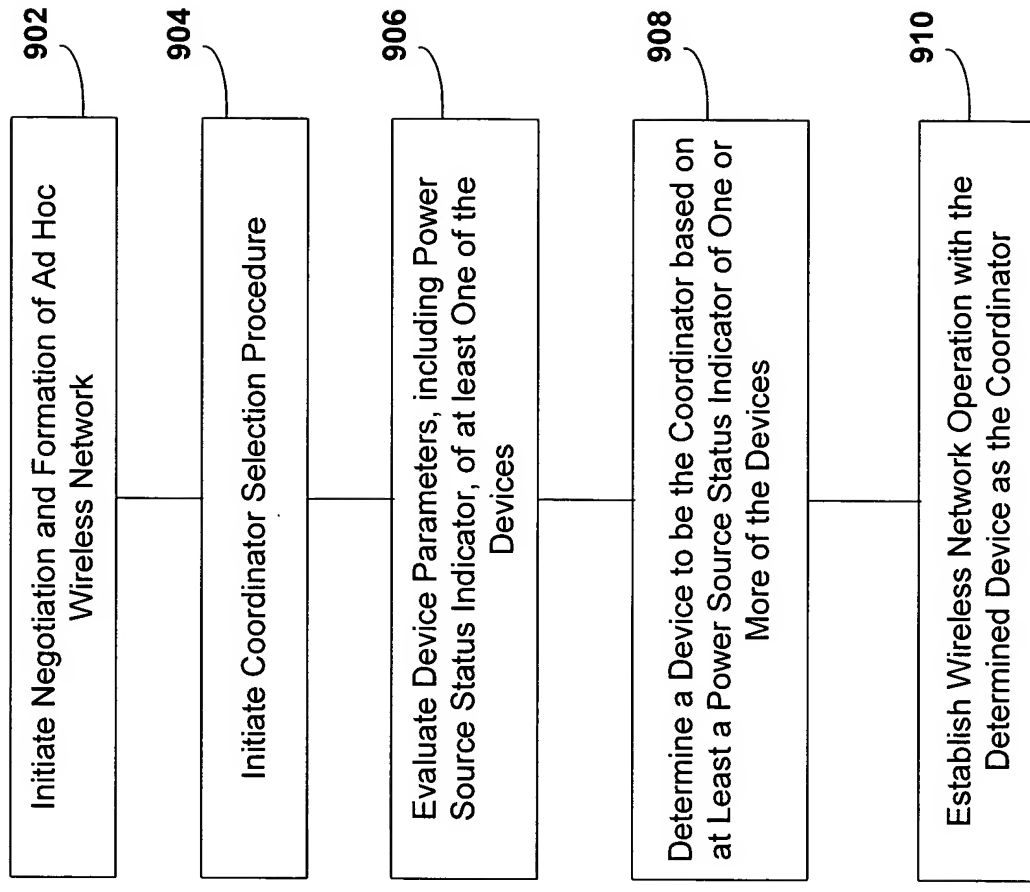 902
Initiate Negotiation and Formation of Ad Hoc
Wireless Network
904
Initiate Coordinator Selection Procedure
906
Evaluate Device Parameters, including Power
Source Status Indicator, of at least One of the
Devices
908
Determine a Device to be the Coordinator based on
at Least a Power Source Status Indicator of One or
More of the Devices
910
Establish Wireless Network Operation with the
Determined Device as the Coordinator